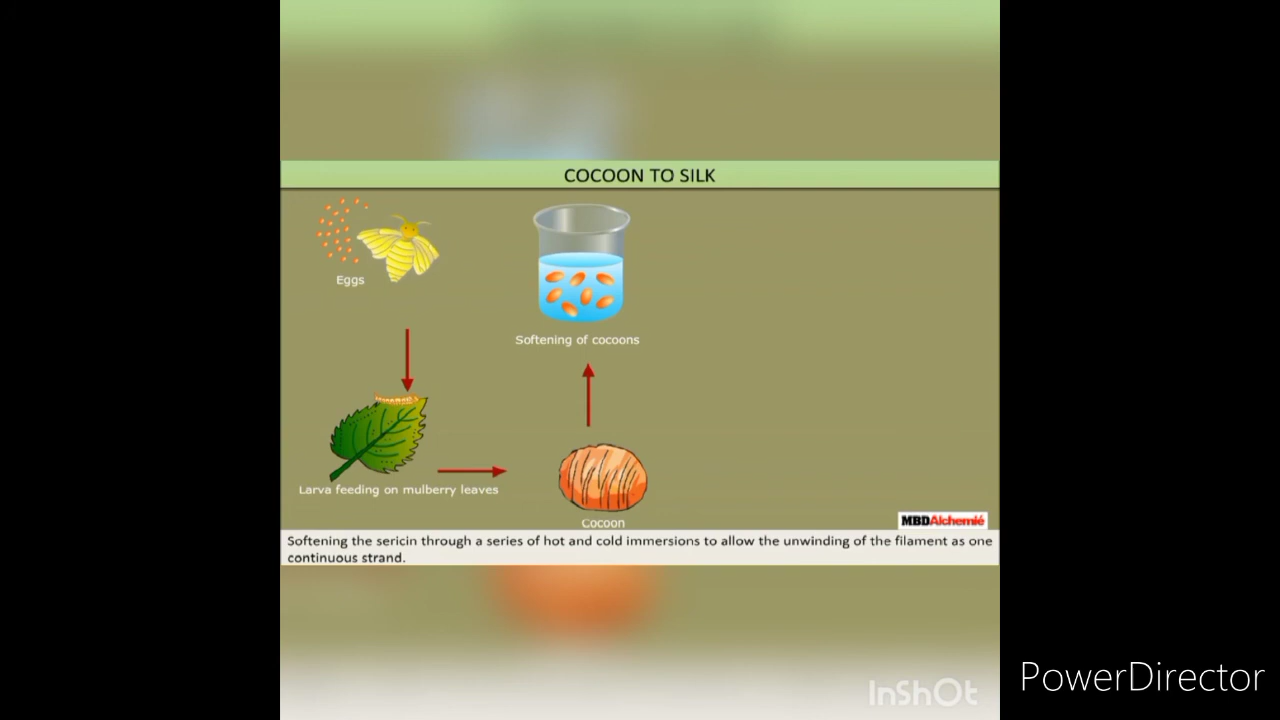 COCOON TO SILK
Eggs
Softening of cocoons
Larva feeding on mulberry leaves
Cocoon
MBDAlchemié
Softening the sericin through a series of hot and cold immersions to allow the unwinding of the filament as one
continuous strand.
InShOt
PowerDirector